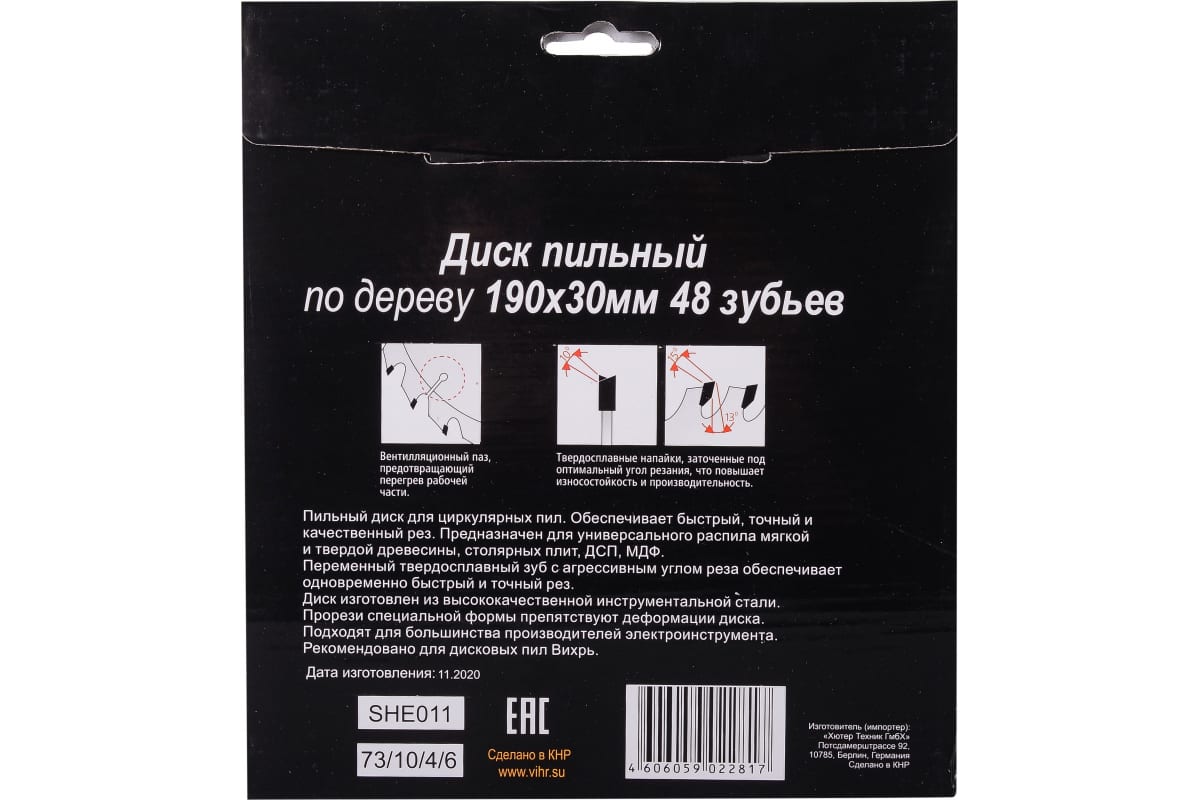 Диск пильный
по дереву 190х30мм 48 зубьев
10°
15°
13°
Вентилляционный паз,
предотвращающий
перегрев рабочей
части.
Твердосплавные напайки, заточенные под
оптимальный угол резания, что повышает
износостойкость и производительность.
Пильный диск для циркулярных пил. Обеспечивает быстрый, точный и
качественный рез. Предназначен для универсального распила мягкой
и твердой древесины, столярных плит, ДСП, МДФ.
Переменный твердосплавный зуб с агрессивным углом реза обеспечивает
одновременно быстрый и точный рез.
Диск изготовлен из высококачественной инструментальной стали.
Прорези специальной формы препятствуют деформации диска.
Подходят для большинства производителей электроинструмента.
Рекомендовано для дисковых пил Вихрь.
Дата изготовления: 11.2020
SHE011
73/10/4/6
EAC
Сделано в КНР
www.vihr.su
4 606059 022817
Изготовитель (импортер):
«Хютер Техник ГмбХ»
Потсдамерштрассе 92,
10785, Берлин, Германия
Сделано в КНР